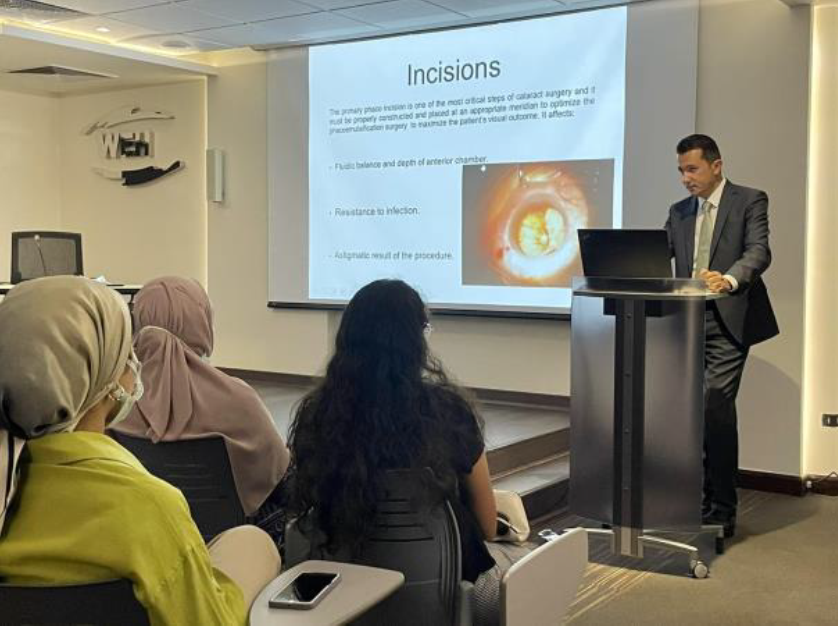 Incisions
The primary phaco incision is one of the most critical steps of cataract surgery and it
must be properly constructed and placed at an appropriate meridian to optimize the
phacoemulsification surgery to maximize the patient's visual outcome. It affects:
- Fluidic balance and depth of anterior chamber.
- Resistance to infection.
- Astigmatic result of the procedure.